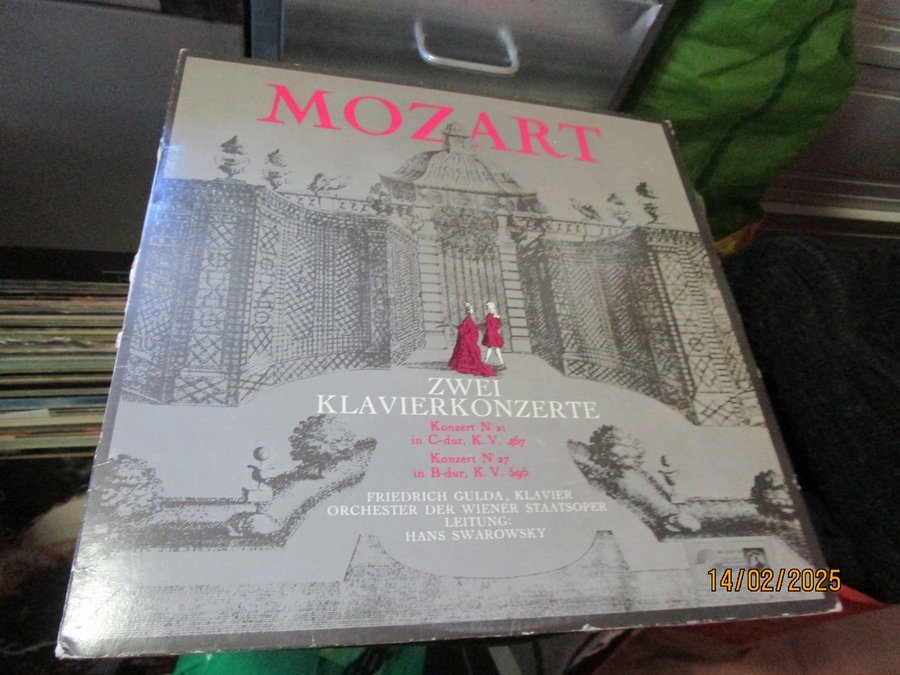 MOZART
ZWEI
KLAVIERKONZERTE
Konzert N° 21
in C-dur, K. V. 467
Konzert N 27
in B-dur, K. V. 696
FRIEDRICH GULDA, KLAVIER
ORCHESTER DER WIENER STAATSOPER
LEITUNG:
HANS SWAROWSKY
14/02/2025